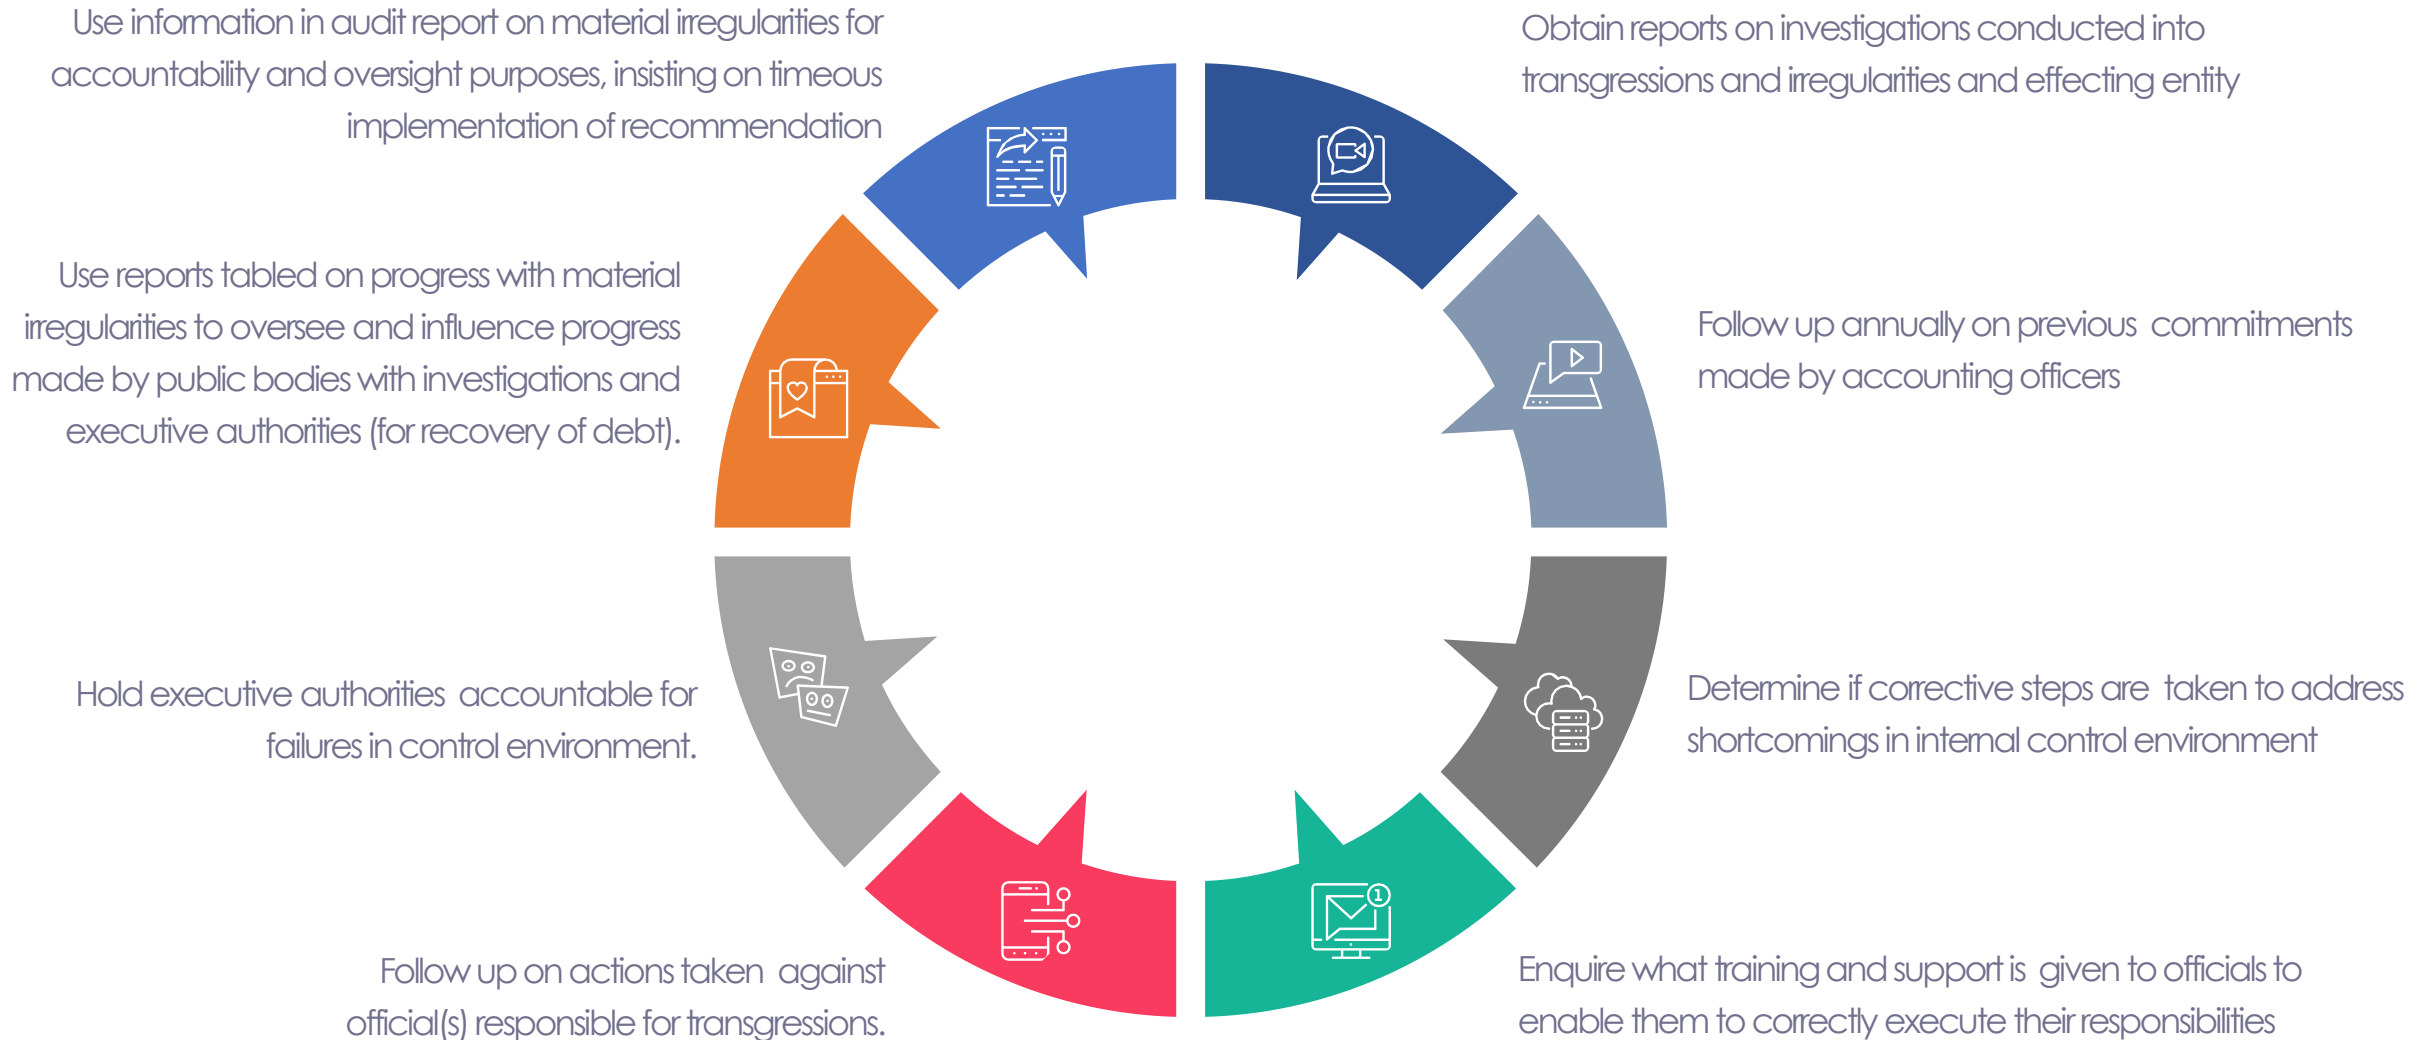 Use information in audit report on material irregularities for
accountability and oversight purposes, insisting on timeous
implementation of recommendation
Obtain reports on investigations conducted into
transgressions and irregularities and effecting entity
Use reports tabled on progress with material
irregularities to oversee and influence progress
made by public bodies with investigations and
executive authorities (for recovery of debt).
Follow up annually on previous commitments
made by accounting officers
Hold executive authorities accountable for
failures in control environment.
Determine if corrective steps are taken to address
shortcomings in internal control environment
Follow up on actions taken against
official(s) responsible for transgressions.
1
Enquire what training and support is given to officials to
enable them to correctly execute their responsibilities